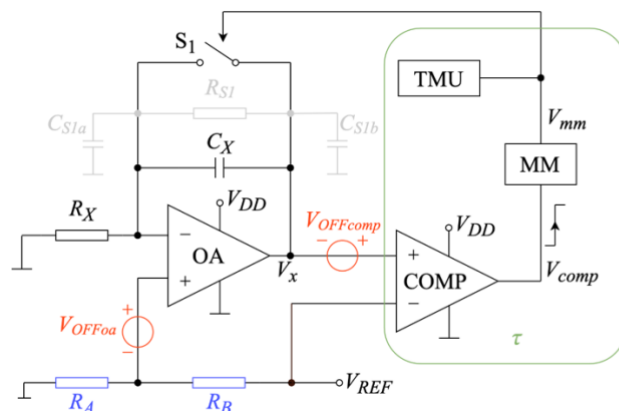 S1
TMU
RS1
CS1a
CS1b
Vmm
CX
MM
RX
VDD
VOFFcomp
VDD
−
OA
− +
+
COMP
Vx
+
−
Vcomp
+
VOFFoa
−
τ
RA
RB
VREF